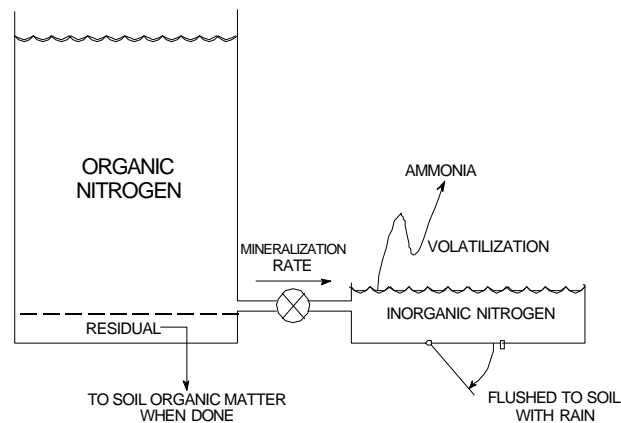 ORGANIC
NITROGEN
AMMONIA
MINERALIZATION
RATE
VOLATILIZATION
INORGANIC NITROGEN
RESIDUAL
TO SOIL ORGANIC MATTER
WHEN DONE
FLUSHED TO SOIL
WITH RAIN